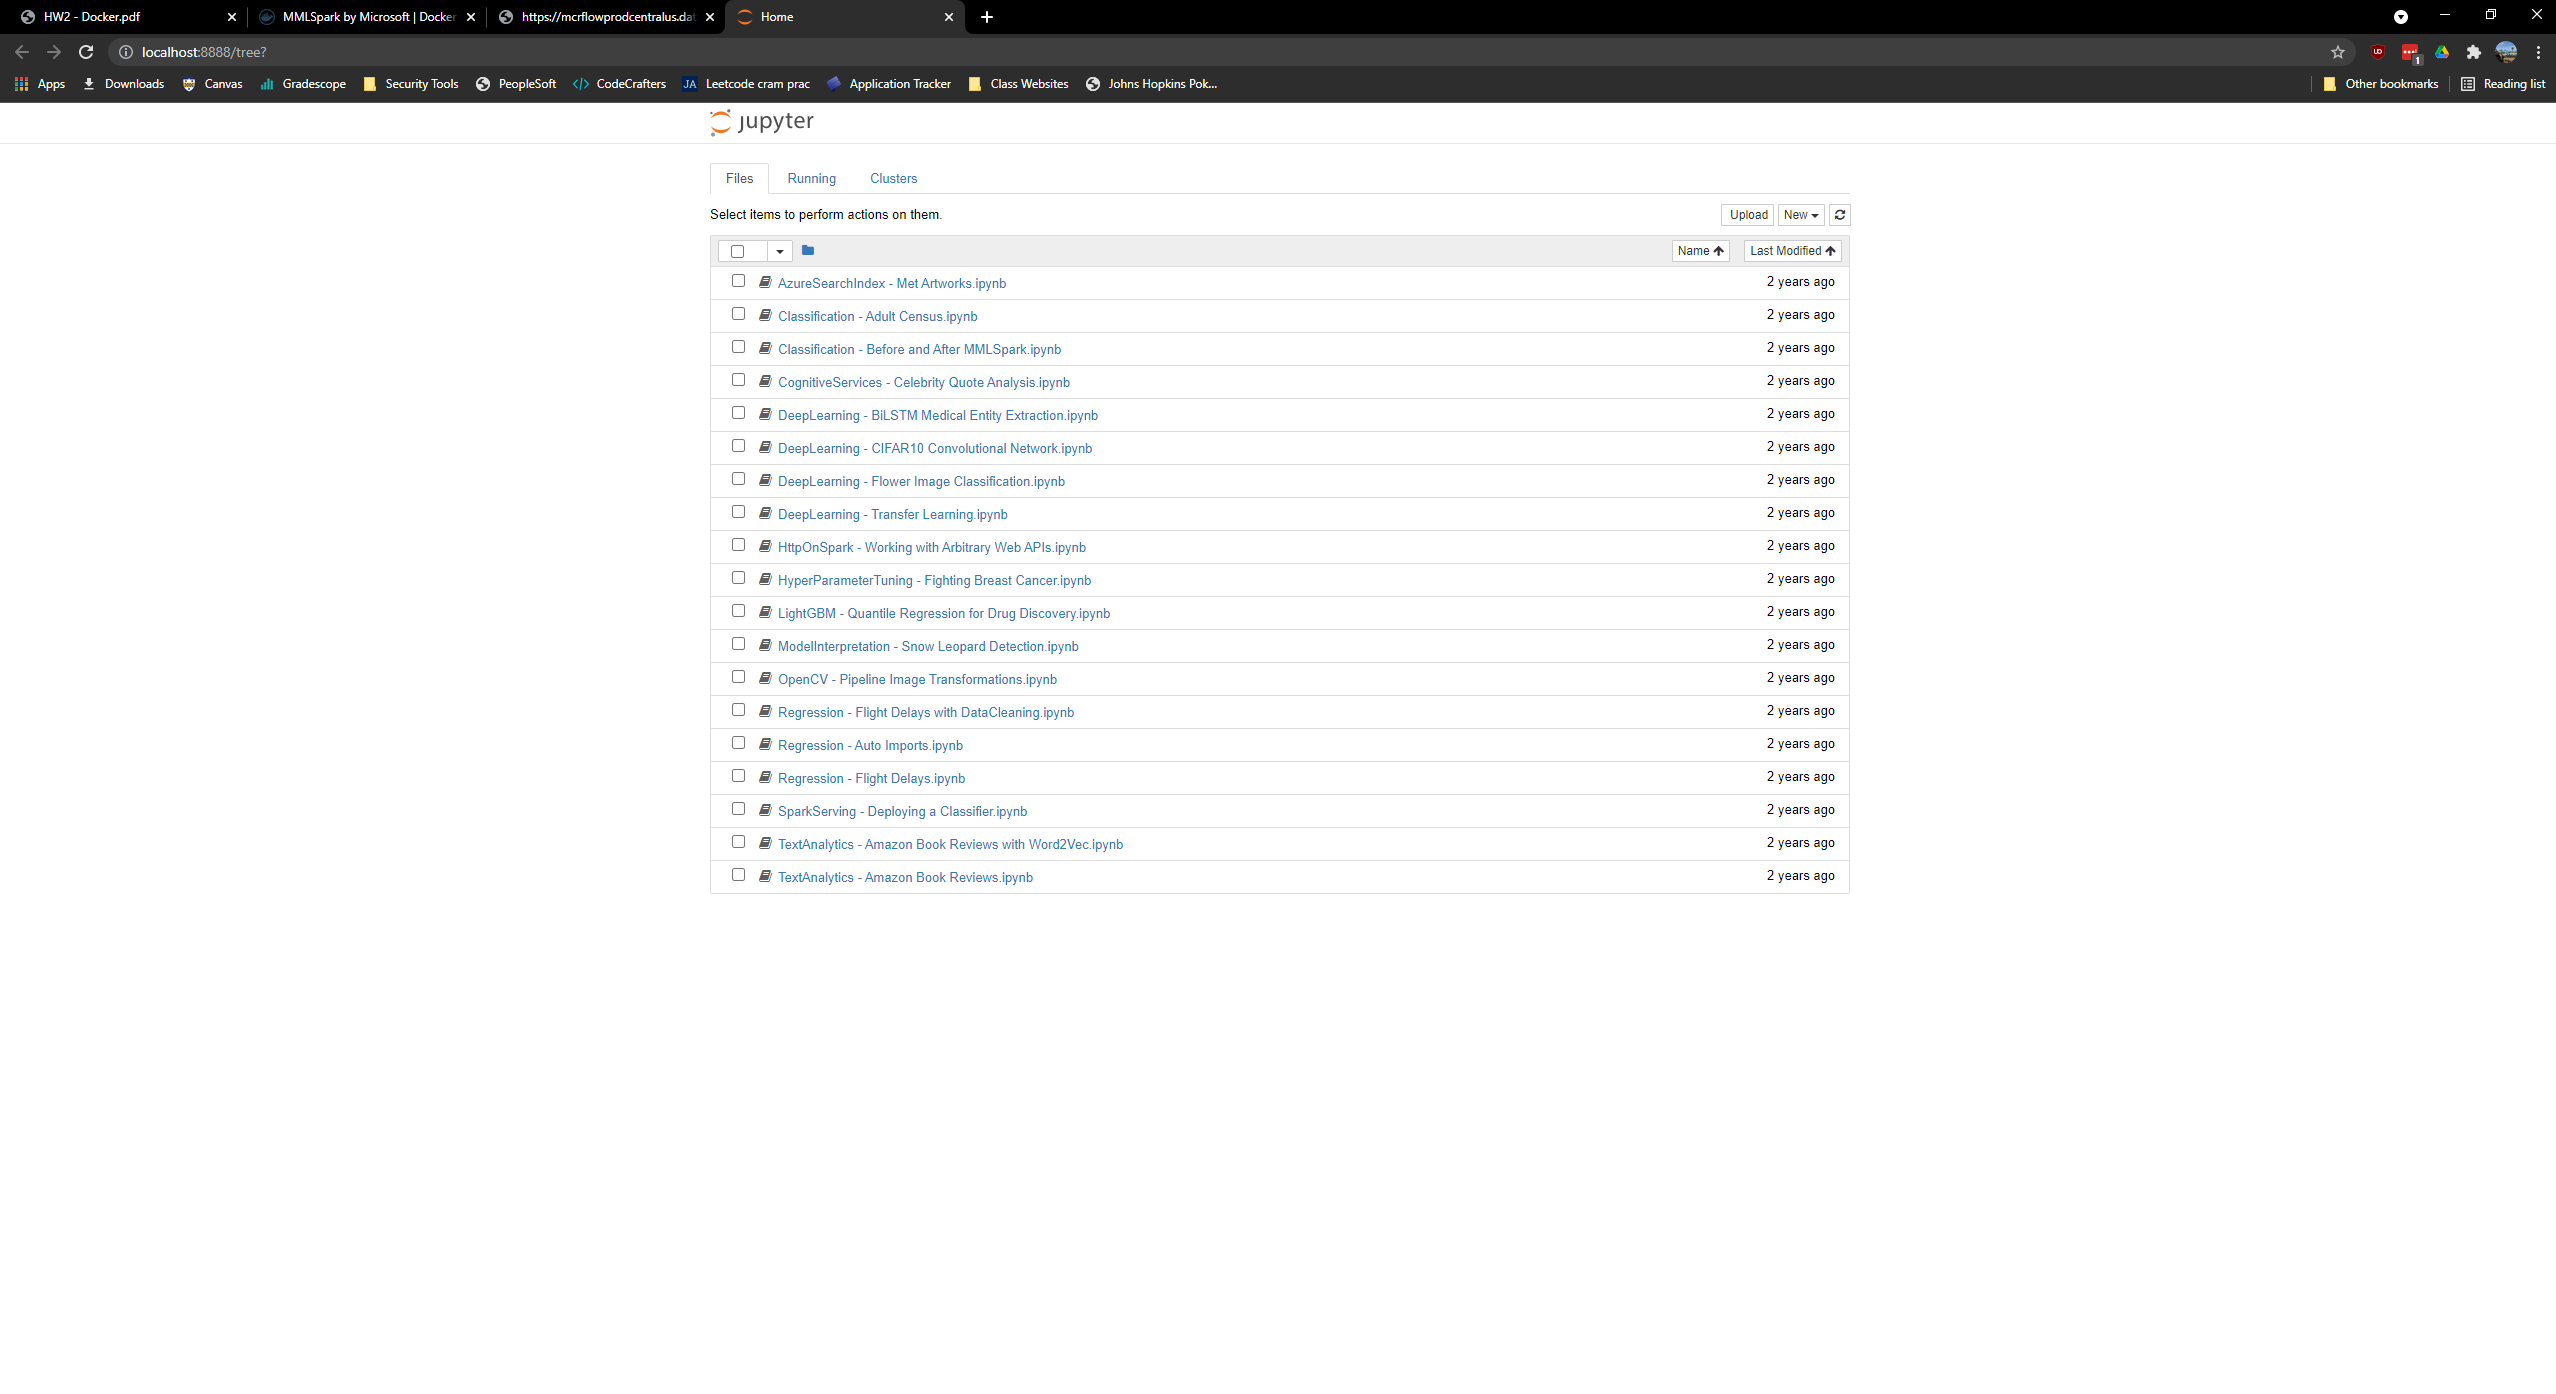 HW2 - Docker.pdf
MMLSpark by Microsoft | Docker
https://mcrflowprodcentralus.dat
Home
localhost:8888/tree?
Apps Downloads Canvas Gradescope Security Tools PeopleSoft CodeCrafters JA Leetcode cram prac Application Tracker Class Websites Johns Hopkins Pok... Other bookmarks Reading list
jupyter
Files Running Clusters
Select items to perform actions on them. Upload New
Name Last Modified
AzureSearchIndex - Met Artworks.ipynb 2 years ago
Classification - Adult Census.ipynb 2 years ago
Classification - Before and After MMLSpark.ipynb 2 years ago
CognitiveServices - Celebrity Quote Analysis.ipynb 2 years ago
DeepLearning - BiLSTM Medical Entity Extraction.ipynb 2 years ago
DeepLearning - CIFAR10 Convolutional Network.ipynb 2 years ago
DeepLearning - Flower Image Classification.ipynb 2 years ago
DeepLearning - Transfer Learning.ipynb 2 years ago
HttpOnSpark - Working with Arbitrary Web APIs.ipynb 2 years ago
HyperParameterTuning - Fighting Breast Cancer.ipynb 2 years ago
LightGBM - Quantile Regression for Drug Discovery.ipynb 2 years ago
ModelInterpretation - Snow Leopard Detection.ipynb 2 years ago
OpenCV - Pipeline Image Transformations.ipynb 2 years ago
Regression - Flight Delays with DataCleaning.ipynb 2 years ago
Regression - Auto Imports.ipynb 2 years ago
Regression - Flight Delays.ipynb 2 years ago
SparkServing - Deploying a Classifier.ipynb 2 years ago
TextAnalytics - Amazon Book Reviews with Word2Vec.ipynb 2 years ago
TextAnalytics - Amazon Book Reviews.ipynb 2 years ago